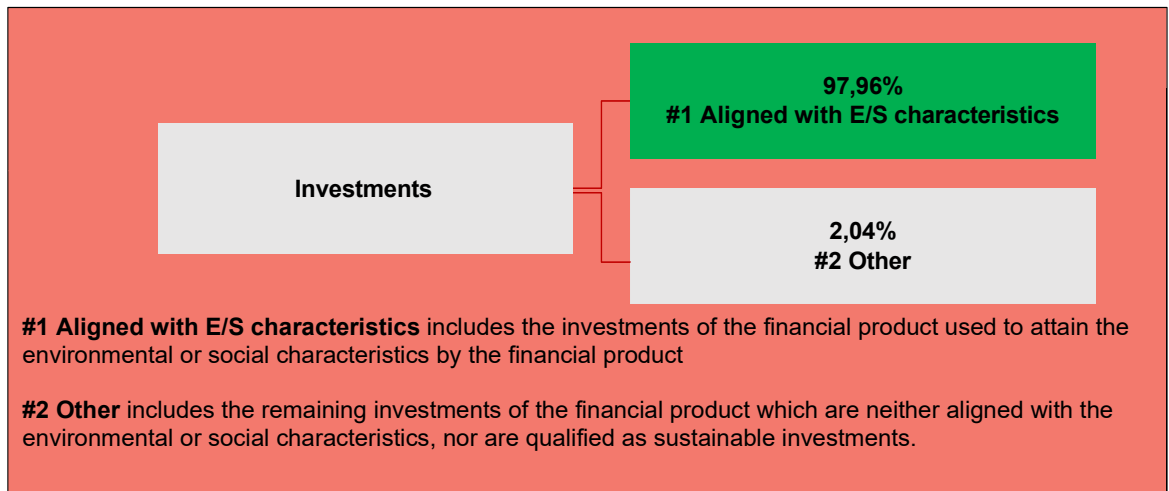 97,96%
#1 Aligned with E/S characteristics
Investments
2,04%
#2 Other
#1 Aligned with E/S characteristics includes the investments of the financial product used to attain the
environmental or social characteristics by the financial product
#2 Other includes the remaining investments of the financial product which are neither aligned with the
environmental or social characteristics, nor are qualified as sustainable investments.